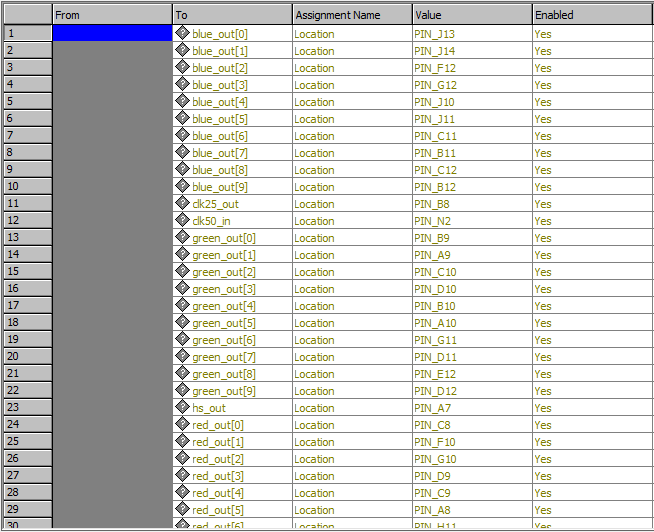 From To Assignment Name Value Enabled
1 blue_out[0] Location PIN_J13 Yes
2 blue_out[1] Location PIN_J14 Yes
3 blue_out[2] Location PIN_F12 Yes
4 blue_out[3] Location PIN_G12 Yes
5 blue_out[4] Location PIN_J10 Yes
6 blue_out[5] Location PIN_J11 Yes
7 blue_out[6] Location PIN_C11 Yes
8 blue_out[7] Location PIN_B11 Yes
9 blue_out[8] Location PIN_C12 Yes
10 blue_out[9] Location PIN_B12 Yes
11 clk25_out Location PIN_B8 Yes
12 clk50_in Location PIN_N2 Yes
13 green_out[0] Location PIN_B9 Yes
14 green_out[1] Location PIN_A9 Yes
15 green_out[2] Location PIN_C10 Yes
16 green_out[3] Location PIN_D10 Yes
17 green_out[4] Location PIN_B10 Yes
18 green_out[5] Location PIN_A10 Yes
19 green_out[6] Location PIN_G11 Yes
20 green_out[7] Location PIN_D11 Yes
21 green_out[8] Location PIN_E12 Yes
22 green_out[9] Location PIN_D12 Yes
23 hs_out Location PIN_A7 Yes
24 red_out[0] Location PIN_C8 Yes
25 red_out[1] Location PIN_F10 Yes
26 red_out[2] Location PIN_G10 Yes
27 red_out[3] Location PIN_D9 Yes
28 red_out[4] Location PIN_C9 Yes
29 red_out[5] Location PIN_A8 Yes
30 red_out[6] Location PIN_H11 Yes